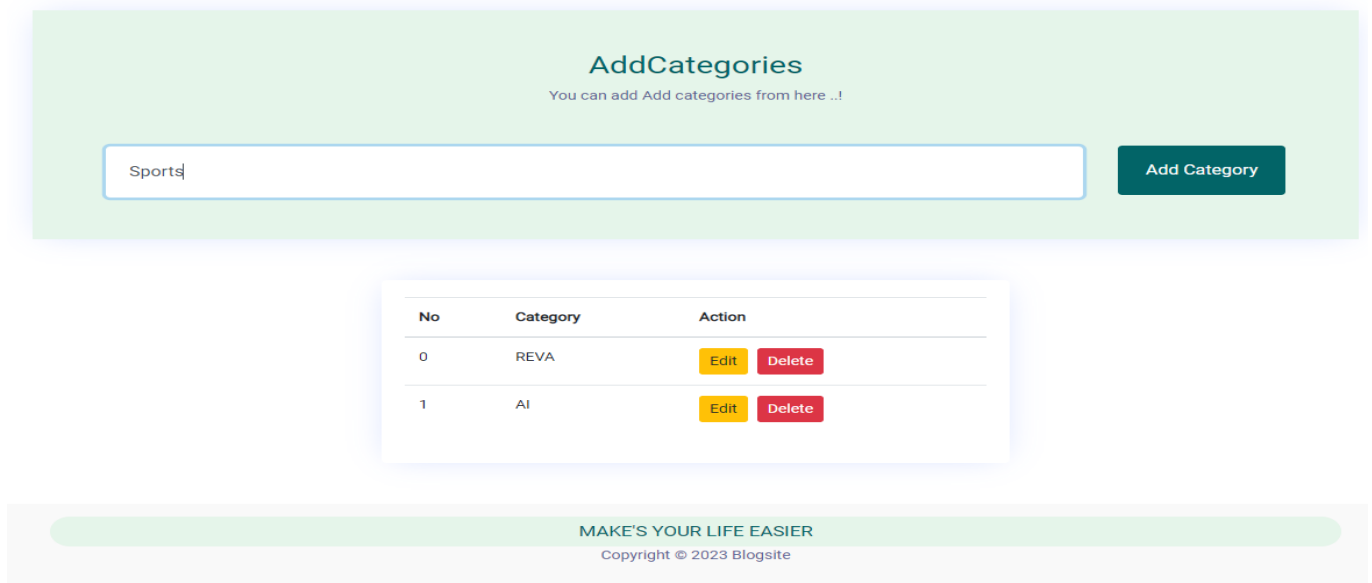 AddCategories
You can add Add categories from here ..!
Sports
Add Category
No Category Action
0 REVA Edit Delete
1 AI Edit Delete
MAKE'S YOUR LIFE EASIER
Copyright © 2023 Blogsite